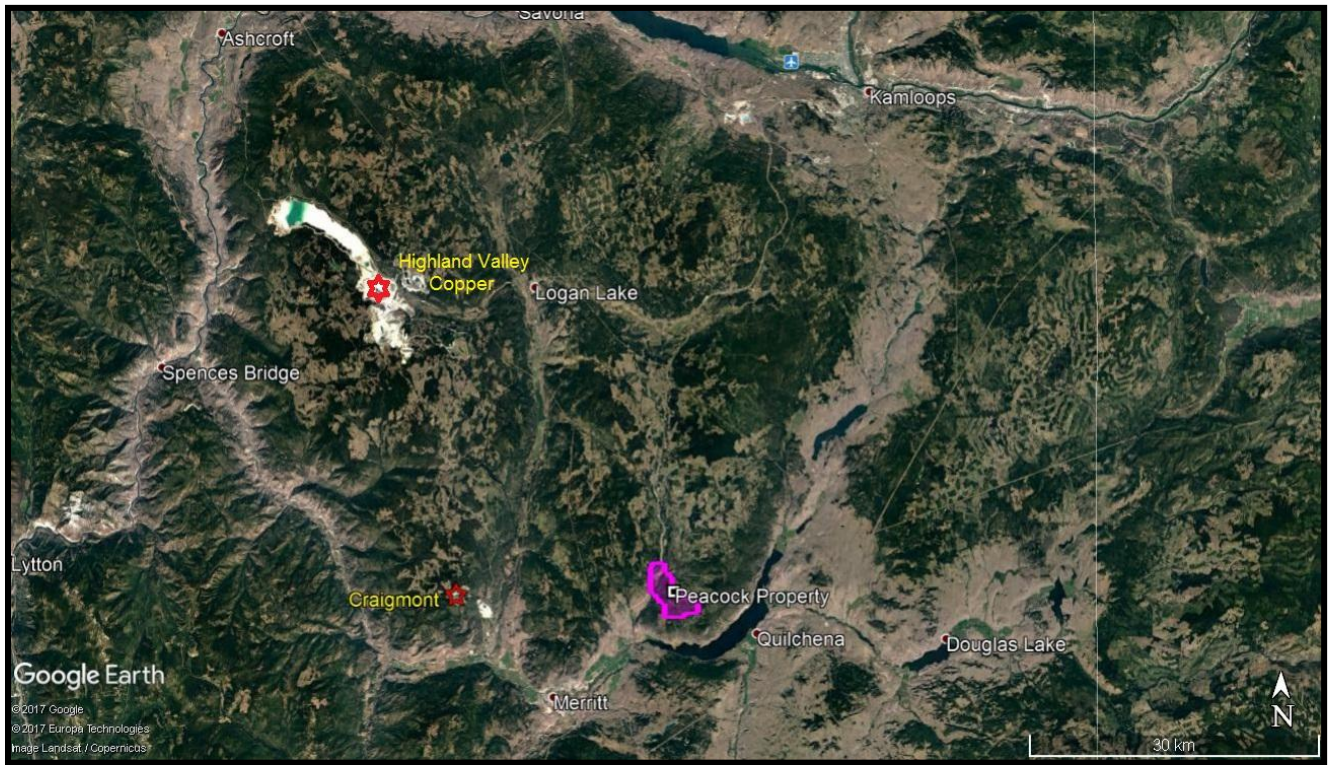 Savona
Ashcroft
Kamloops
Highland Valley
Copper
Logan Lake
Spences Bridge
Lytton
Craigmont
Peacock Property
Quilchena
Douglas Lake
Merritt
Google Earth
©2017 Google
©2017 Europa Technologies
Image Landsat / Copernicus
N
30 km